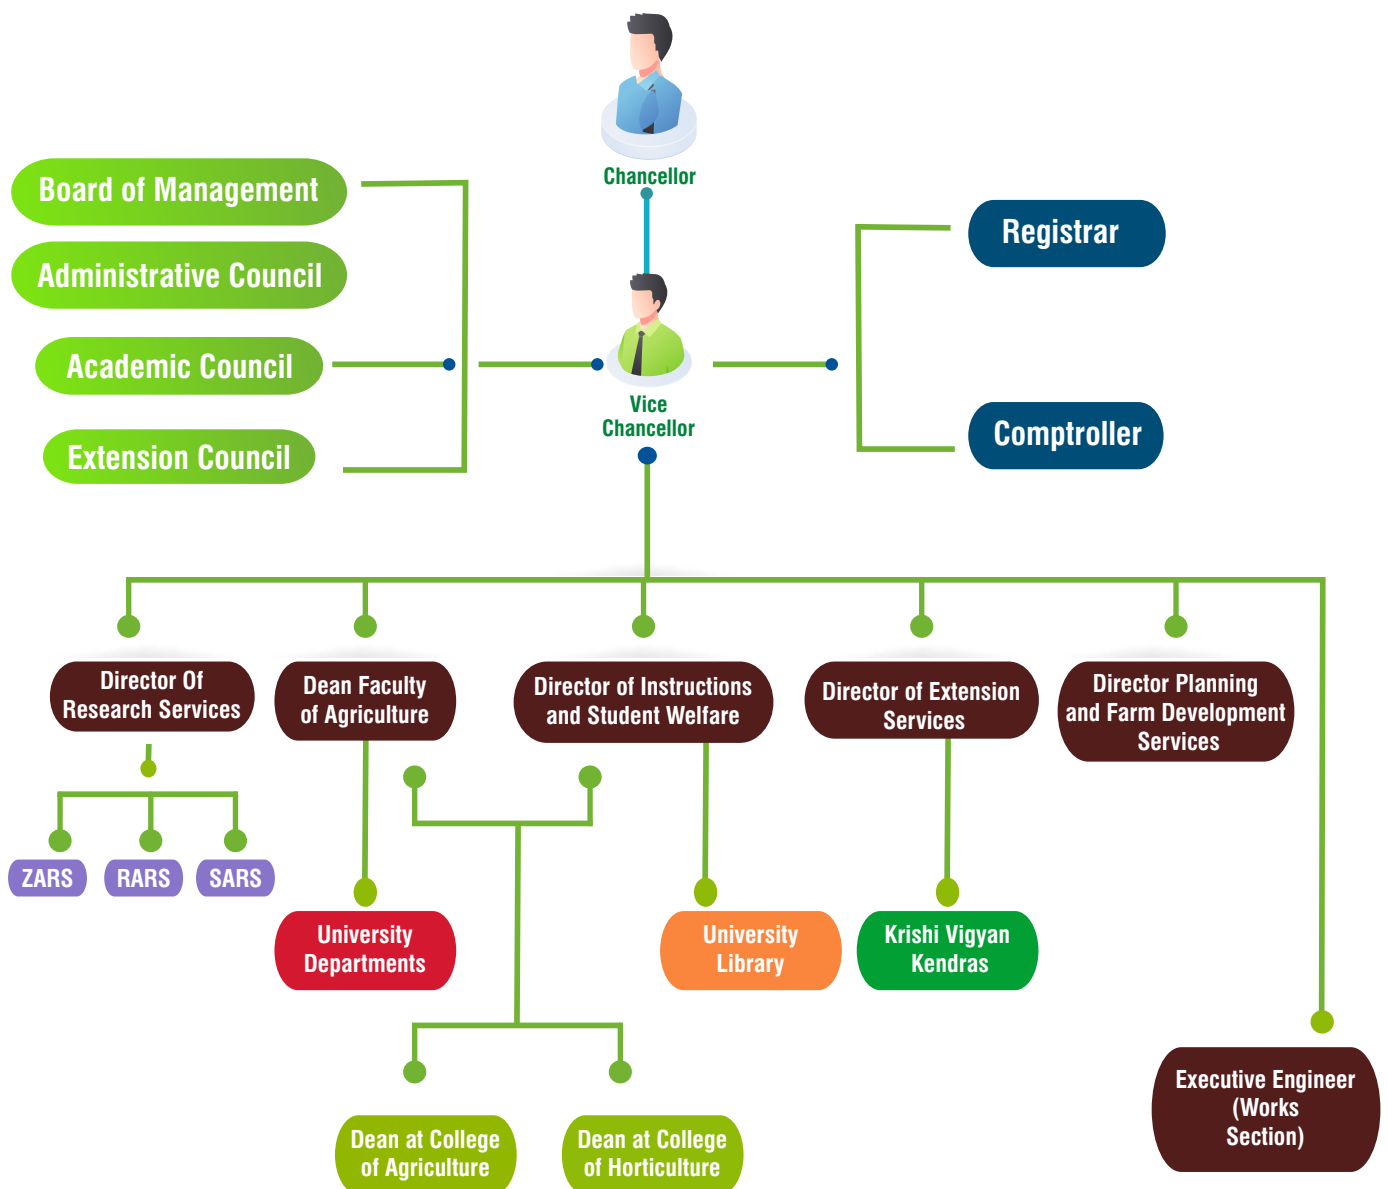 Chancellor
Board of Management
Administrative Council
Academic Council
Extension Council
Vice
Chancellor
Registrar
Comptroller
Director Of
Research Services
Dean Faculty
of Agriculture
Director of Instructions
and Student Welfare
Director of Extension
Services
Director Planning
and Farm Development
Services
ZARS
RARS
SARS
University
Departments
University
Library
Krishi Vigyan
Kendras
Dean at College
of Agriculture
Dean at College
of Horticulture
Executive Engineer
(Works
Section)